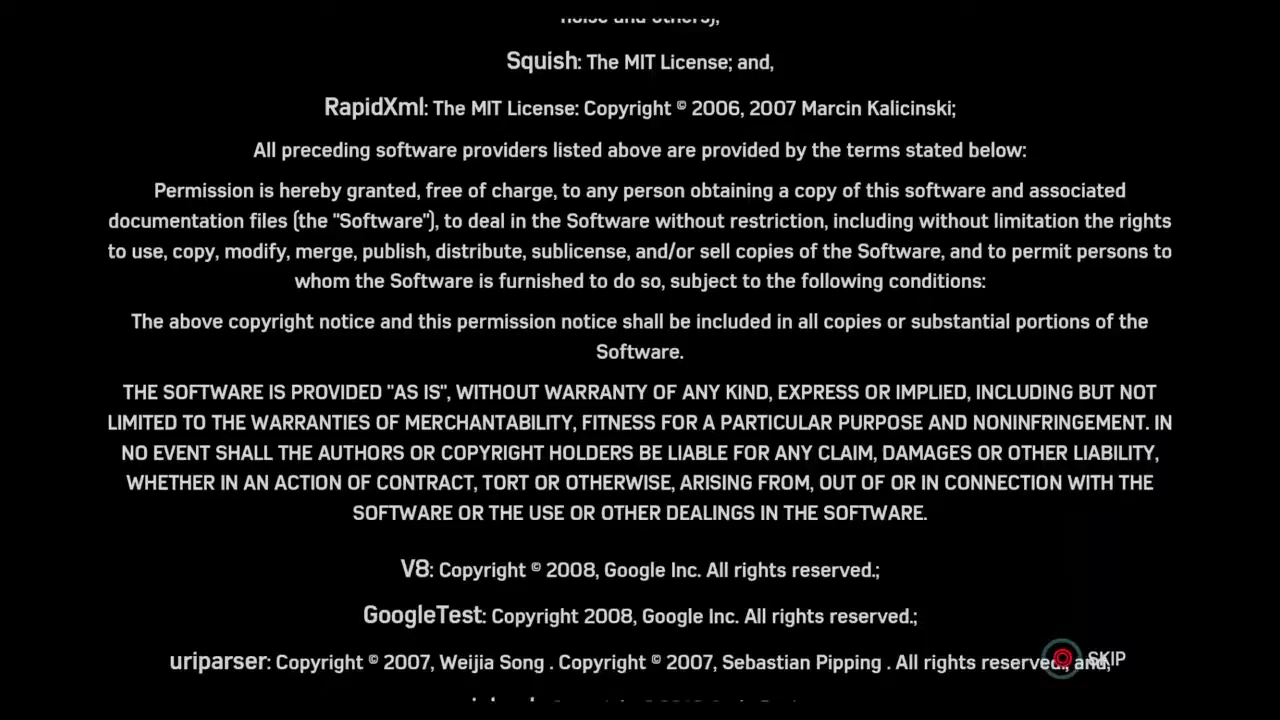 noise and others);
Squish: The MIT License; and,
RapidXml: The MIT License: Copyright © 2006, 2007 Marcin Kalicinski;
All preceding software providers listed above are provided by the terms stated below:
Permission is hereby granted, free of charge, to any person obtaining a copy of this software and associated
documentation files (the "Software"), to deal in the Software without restriction, including without limitation the rights
to use, copy, modify, merge, publish, distribute, sublicense, and/or sell copies of the Software, and to permit persons to
whom the Software is furnished to do so, subject to the following conditions:
The above copyright notice and this permission notice shall be included in all copies or substantial portions of the
Software.
THE SOFTWARE IS PROVIDED "AS IS", WITHOUT WARRANTY OF ANY KIND, EXPRESS OR IMPLIED, INCLUDING BUT NOT
LIMITED TO THE WARRANTIES OF MERCHANTABILITY, FITNESS FOR A PARTICULAR PURPOSE AND NONINFRINGEMENT. IN
NO EVENT SHALL THE AUTHORS OR COPYRIGHT HOLDERS BE LIABLE FOR ANY CLAIM, DAMAGES OR OTHER LIABILITY,
WHETHER IN AN ACTION OF CONTRACT, TORT OR OTHERWISE, ARISING FROM, OUT OF OR IN CONNECTION WITH THE
SOFTWARE OR THE USE OR OTHER DEALINGS IN THE SOFTWARE.
V8: Copyright © 2008, Google Inc. All rights reserved.;
GoogleTest: Copyright 2008, Google Inc. All rights reserved.;
uriparser: Copyright © 2007, Weijia Song . Copyright © 2007, Sebastian Pipping . All rights reserved.; and,
SKIP